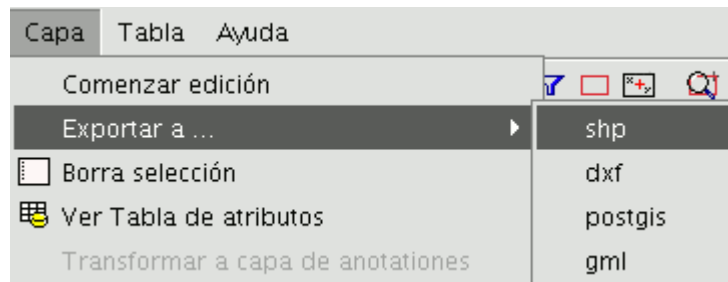 Capa Tabla Ayuda
Comenzar edición
Exportar a ...
shp
Borra selección
dxf
Ver Tabla de atributos
postgis
Transformar a capa de anotationes
gml